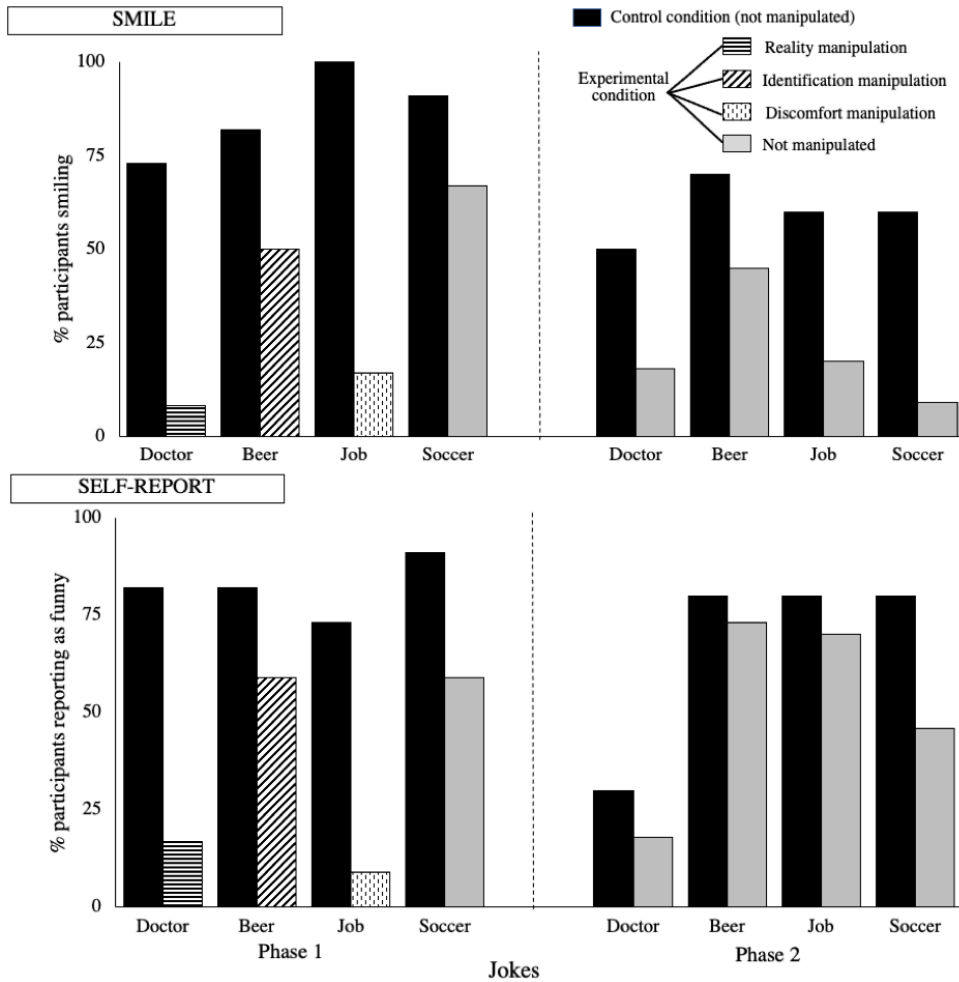 SMILE
Control condition (not manipulated)
Experimental
condition
Reality manipulation
Identification manipulation
Discomfort manipulation
Not manipulated
% participants smiling
100
75
50
25
0
Doctor Beer Job Soccer Doctor Beer Job Soccer
SELF-REPORT
% participants reporting as funny
100
75
50
25
0
Doctor Beer Job Soccer Doctor Beer Job Soccer
Phase 1 Phase 2
Jokes